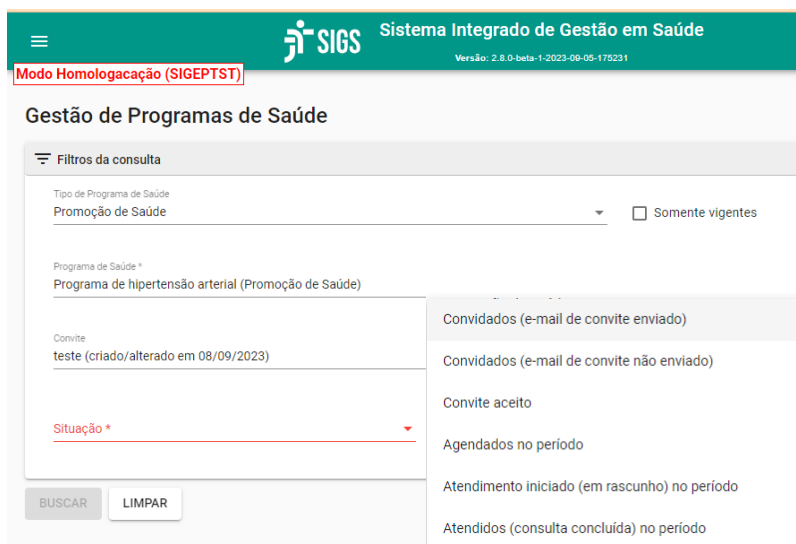 SIGS
Sistema Integrado de Gestão em Saúde
Versão: 2.8.0-beta-1-2023-09-05-175231
Modo Homologacação (SIGEPTST)
Gestão de Programas de Saúde
Filtros da consulta
Tipo de Programa de Saúde
Promoção de Saúde
Somente vigentes
Programa de Saúde *
Programa de hipertensão arterial (Promoção de Saúde)
Convite
teste (criado/alterado em 08/09/2023)
Situação *
Convidados (e-mail de convite enviado)
Convidados (e-mail de convite não enviado)
Convite aceito
Agendados no período
Atendimento iniciado (em rascunho) no período
Atendidos (consulta concluída) no período
BUSCAR
LIMPAR